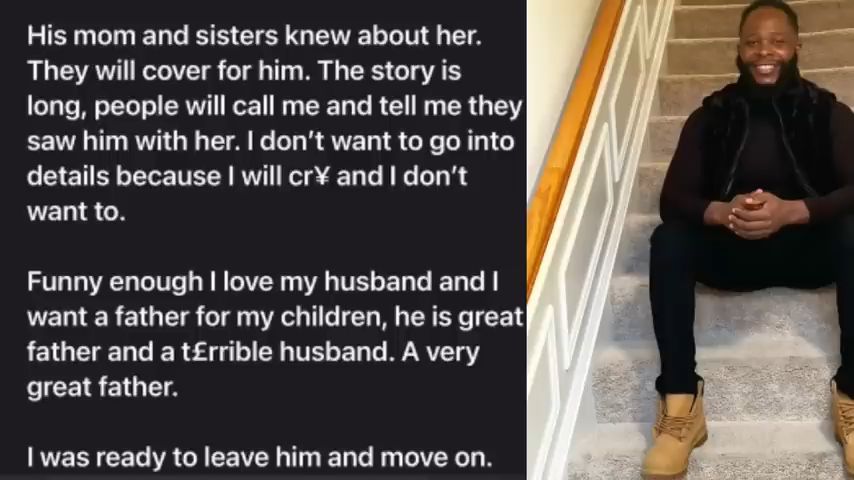 His mom and sisters knew about her.
They will cover for him. The story is
long, people will call me and tell me they
saw him with her. I don't want to go into
details because I will cr¥ and I don't
want to.
Funny enough I love my husband and I
want a father for my children, he is great
father and a t£rrible husband. A very
great father.
I was ready to leave him and move on.